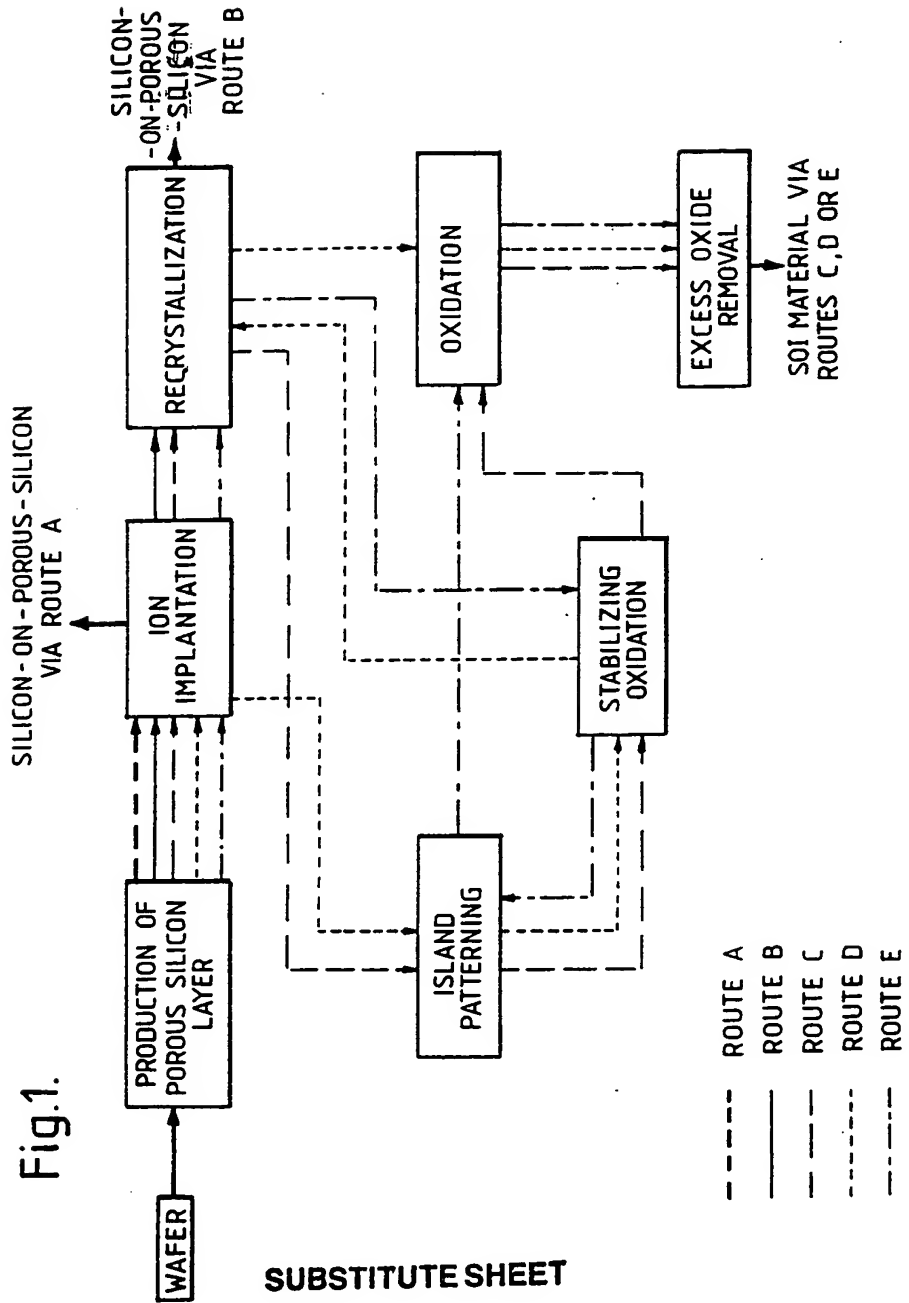 Fig.1.
WAFER
PRODUCTION OF
POROUS SILICON
LAYER
ION
IMPLANTATION
SILICON-ON-POROUS-SILICON
VIA ROUTE A
RECRYSTALLIZATION
SILICON-
-ON-POROUS
-SILICON
VIA
ROUTE B
ISLAND
PATTERNING
STABILIZING
OXIDATION
OXIDATION
EXCESS OXIDE
REMOVAL
SOI MATERIAL VIA
ROUTES C,D OR E
ROUTE A
ROUTE B
ROUTE C
ROUTE D
ROUTE E
SUBSTITUTE SHEET